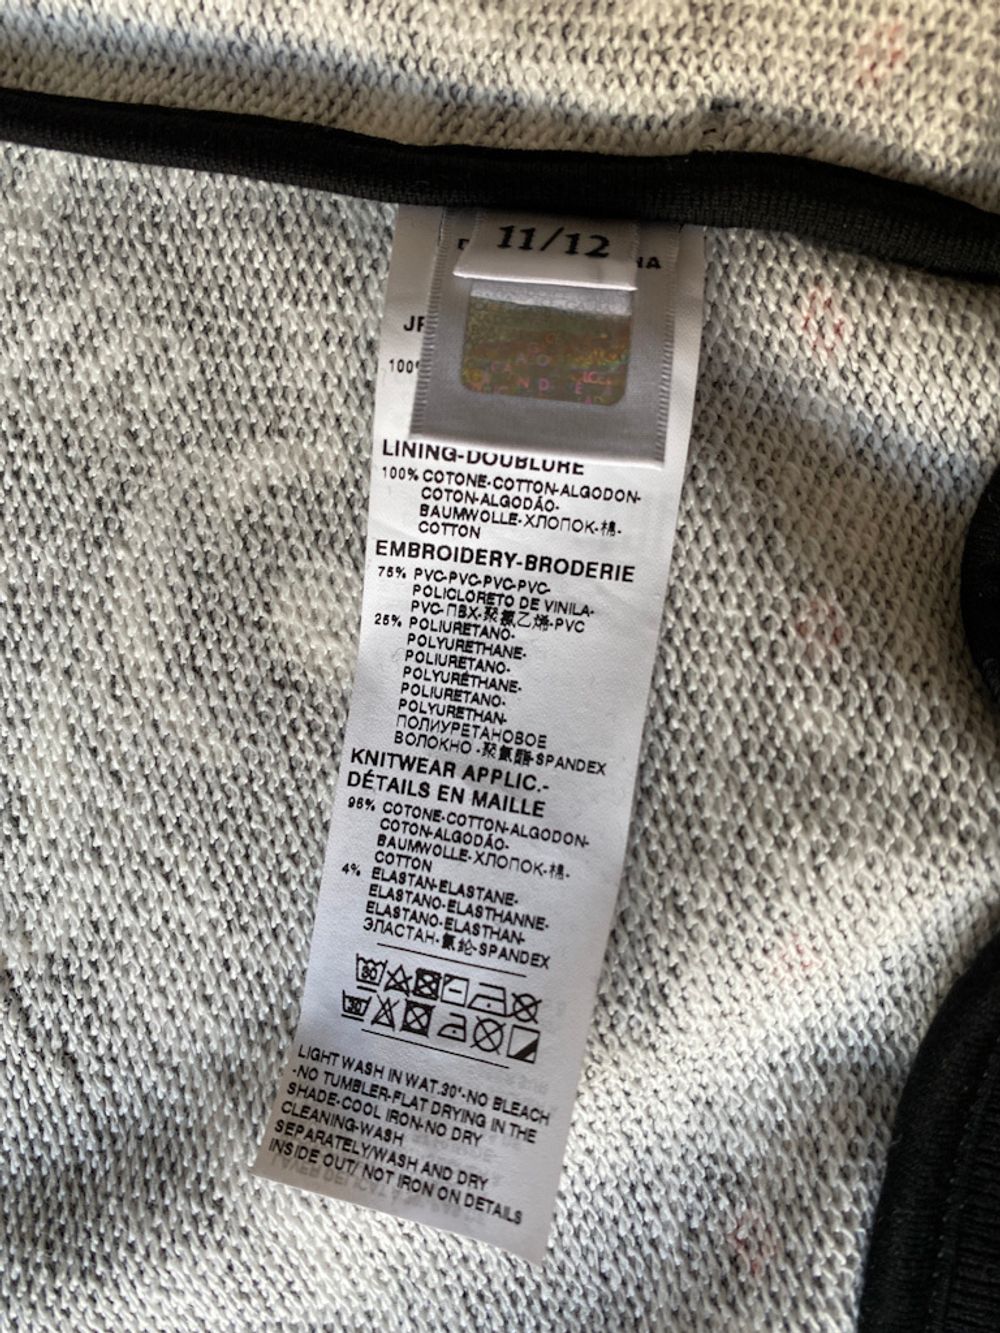 11/12
LINING-DOUBLURE
100% COTONE-COTTON-ALGODON-
COTON-ALGODÃO-
BAUMWOLLE-ХЛОПОК-棉-
COTTON
EMBROIDERY-BRODERIE
75% PVC-PVC-PVC-PVC-
POLICLORETO DE VINILA-
PVC-ПВХ-聚氯乙烯-PVC
25% POLIURETANO-
POLYURETHANE-
POLIURETANO-
POLYURÉTHANE-
POLIURETANO-
POLYURETHAN-
ПОЛИУРЕТАНОВОЕ
ВОЛОКНО-聚氨酯-SPANDEX
KNITWEAR APPLIC.-
DÉTAILS EN MAILLE
96% COTONE-COTTON-ALGODON-
COTON-ALGODÃO-
BAUMWOLLE-ХЛОПОК-棉-
COTTON
4% ELASTAN-ELASTANE-
ELASTANO-ELASTHANNE-
ELASTANO-ELASTHAN-
ЭЛАСТАН-氨纶-SPANDEX
30
30
LIGHT WASH IN WAT.30°-NO BLEACH
-NO TUMBLER-FLAT DRYING IN THE
SHADE-COOL IRON-NO DRY
CLEANING-WASH
SEPARATELY/WASH AND DRY
INSIDE OUT/ NOT IRON ON DETAILS